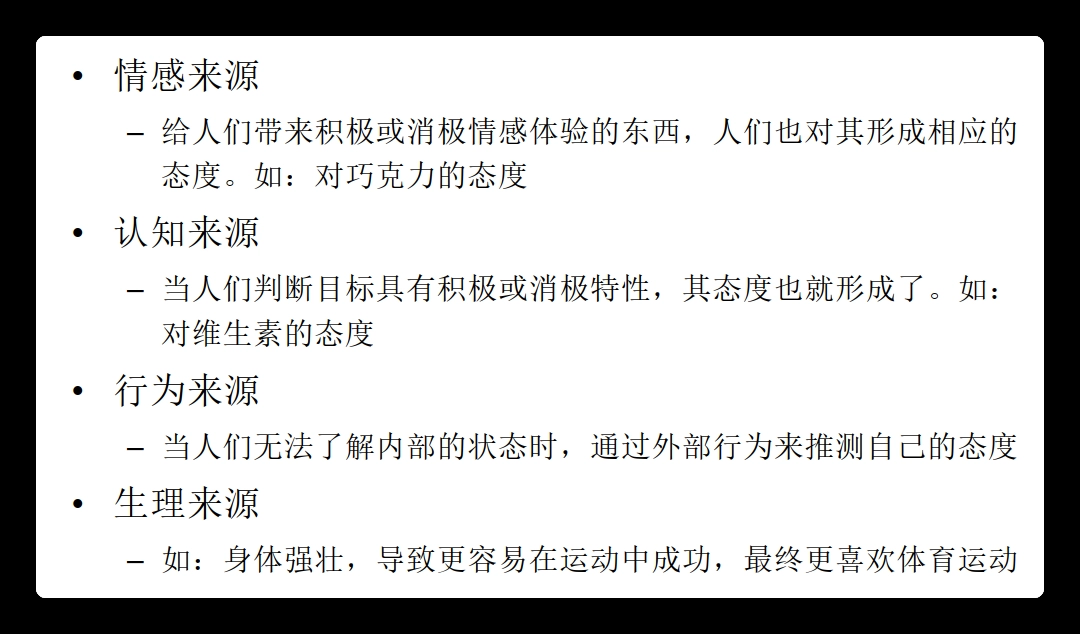 • 情感来源
– 给人们带来积极或消极情感体验的东西，人们也对其形成相应的
态度。如：对巧克力的态度
• 认知来源
– 当人们判断目标具有积极或消极特性，其态度也就形成了。如：
对维生素的态度
• 行为来源
– 当人们无法了解内部的状态时，通过外部行为来推测自己的态度
• 生理来源
– 如：身体强壮，导致更容易在运动中成功，最终更喜欢体育运动